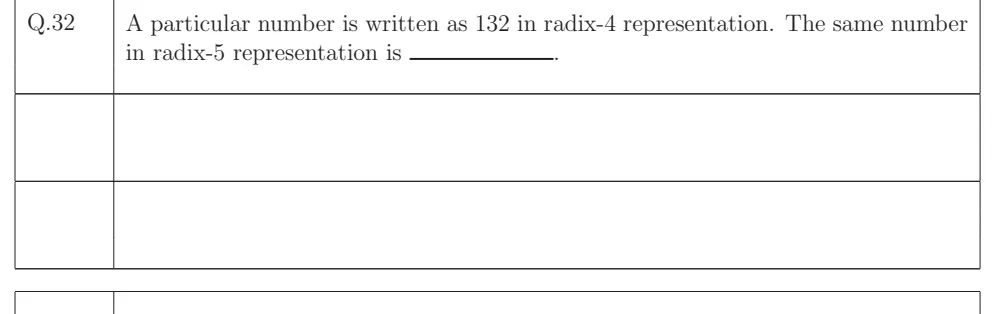 Q.32
A particular number is written as 132 in radix-4 representation. The same number
in radix-5 representation is ____________.